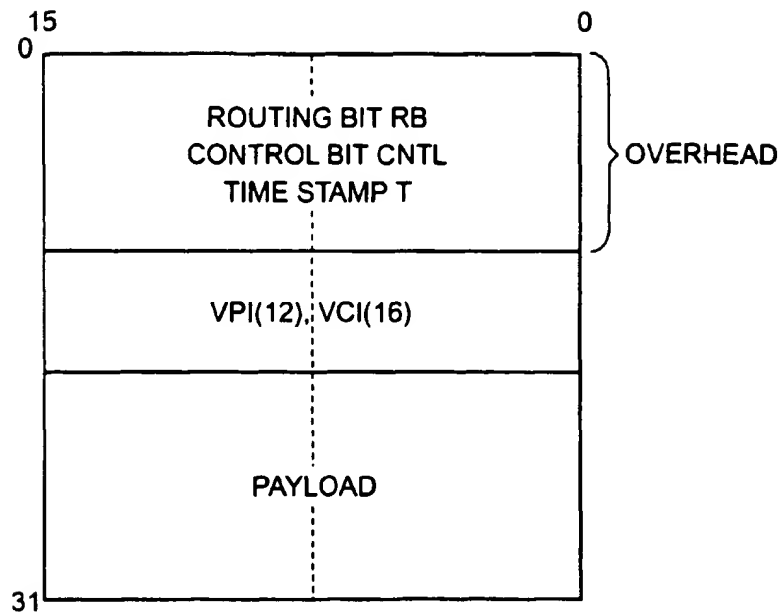 15 0
0
ROUTING BIT RB
CONTROL BIT CNTL
TIME STAMP T
OVERHEAD
VPI(12), VCI(16)
PAYLOAD
31